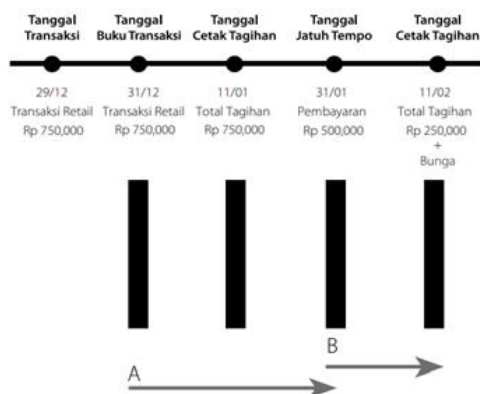 Tanggal
Transaksi
Tanggal
Buku Transaksi
Tanggal
Cetak Tagihan
Tanggal
Jatuh Tempo
Tanggal
Cetak Tagihan
29/12
Transaksi Retail
Rp 750,000
31/12
Transaksi Retail
Rp 750,000
11/01
Total Tagihan
Rp 750,000
31/01
Pembayaran
Rp 500,000
11/02
Total Tagihan
Rp 250,000
+
Bunga
A
B